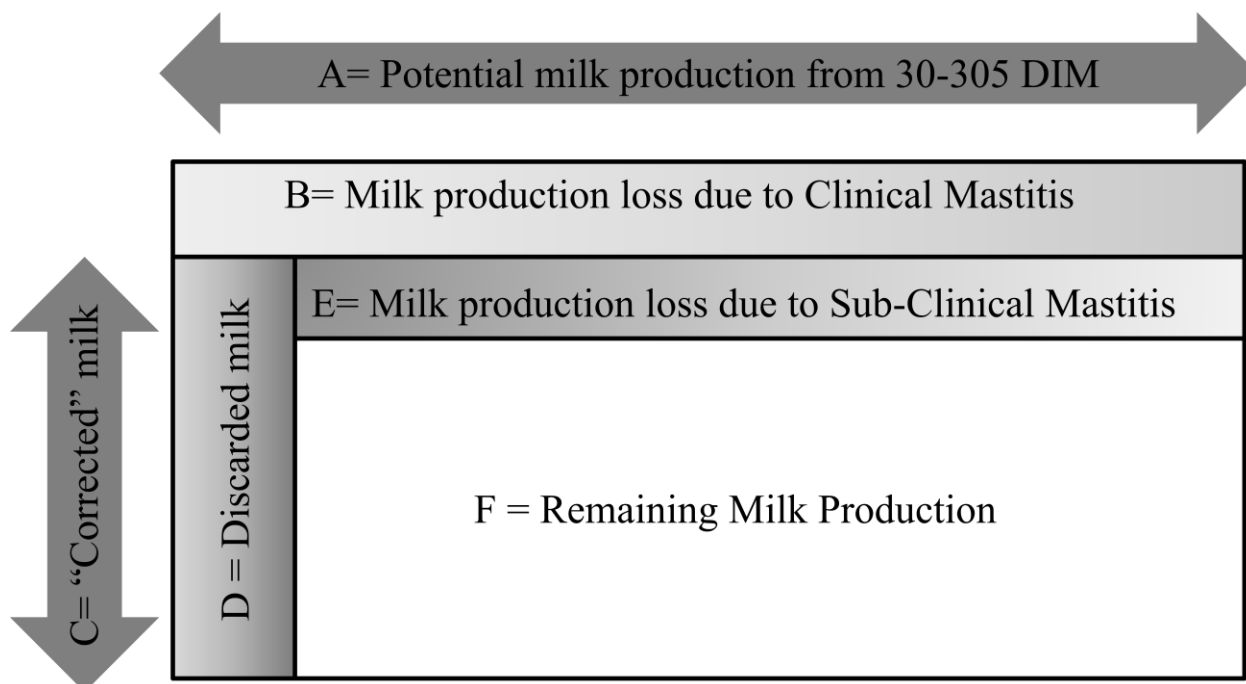 A= Potential milk production from 30-305 DIM
B= Milk production loss due to Clinical Mastitis
C= “Corrected” milk
D = Discarded milk
E= Milk production loss due to Sub-Clinical Mastitis
F = Remaining Milk Production